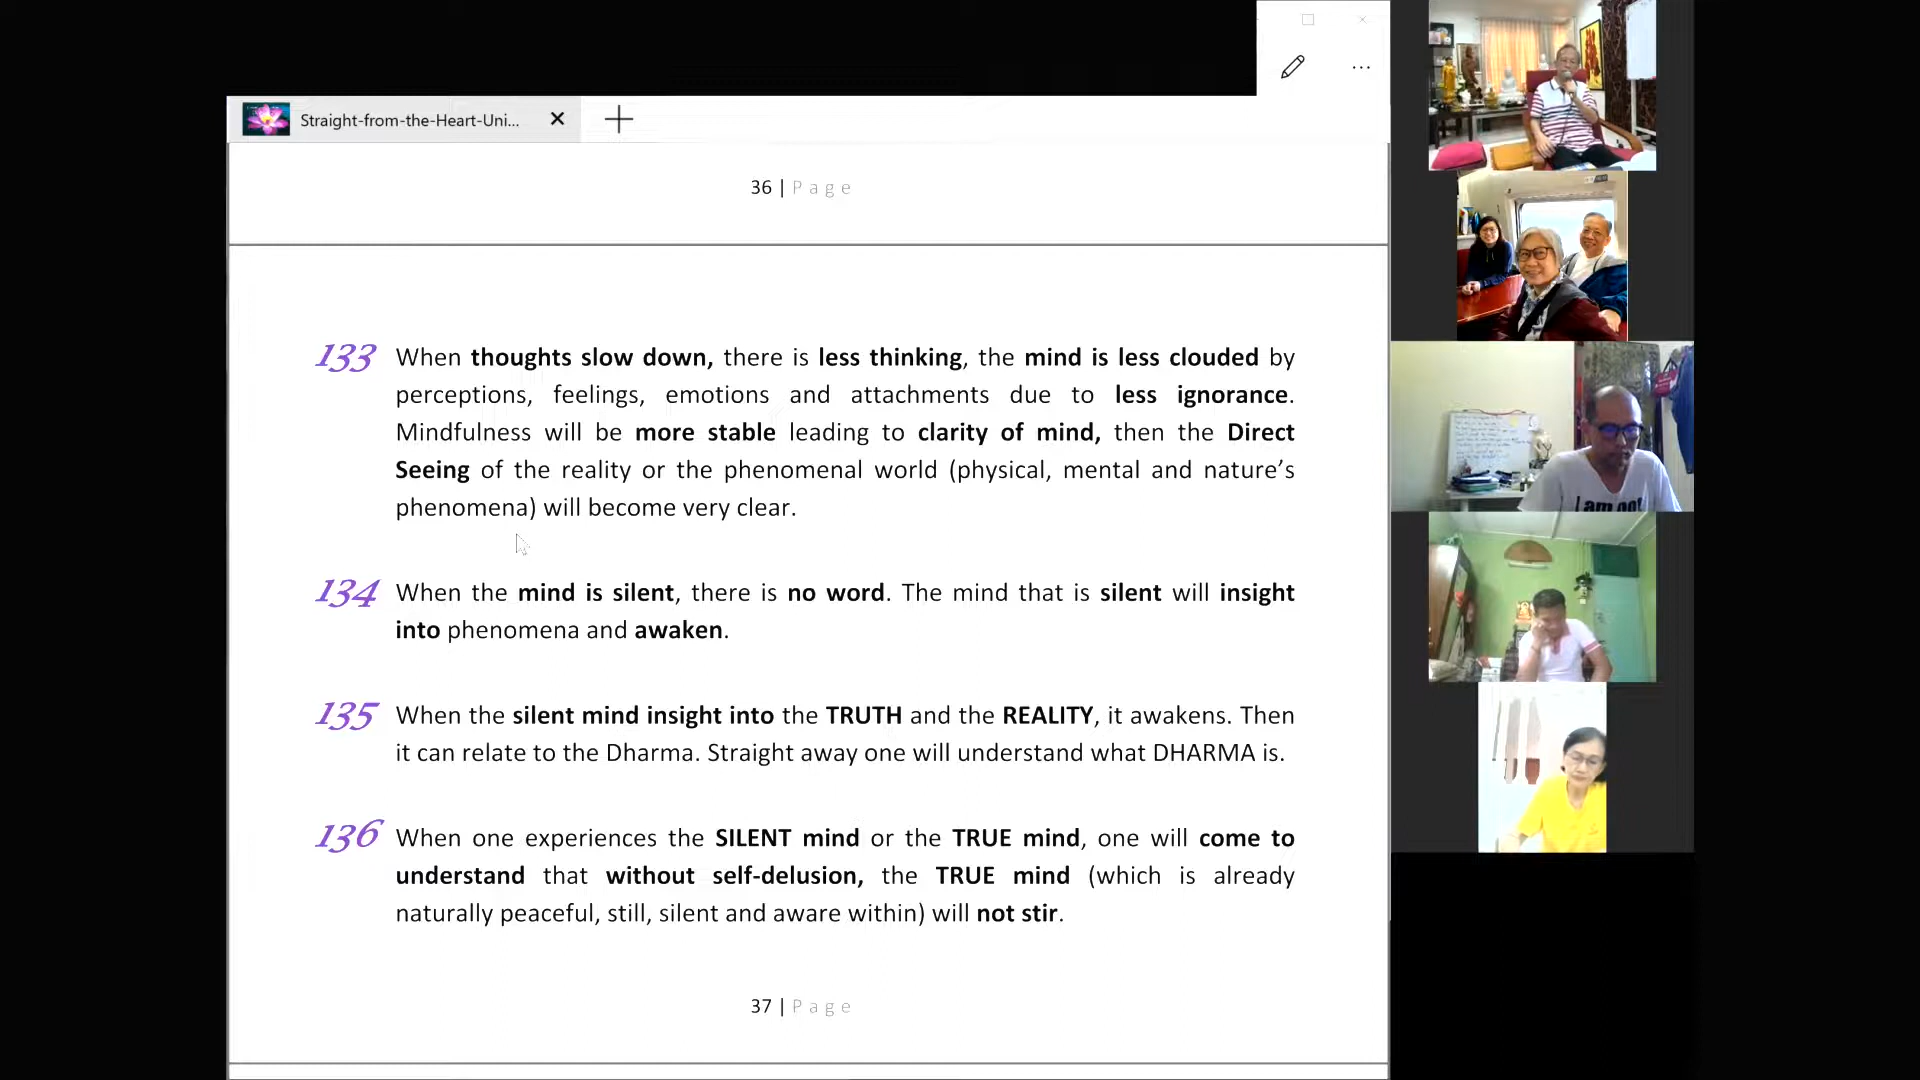 Straight-from-the-Heart-Uni...
36 | Page
133 When thoughts slow down, there is less thinking, the mind is less clouded by
perceptions, feelings, emotions and attachments due to less ignorance.
Mindfulness will be more stable leading to clarity of mind, then the Direct
Seeing of the reality or the phenomenal world (physical, mental and nature’s
phenomena) will become very clear.
134 When the mind is silent, there is no word. The mind that is silent will insight
into phenomena and awaken.
135 When the silent mind insight into the TRUTH and the REALITY, it awakens. Then
it can relate to the Dharma. Straight away one will understand what DHARMA is.
136 When one experiences the SILENT mind or the TRUE mind, one will come to
understand that without self-delusion, the TRUE mind (which is already
naturally peaceful, still, silent and aware within) will not stir.
37 | Page
I am not